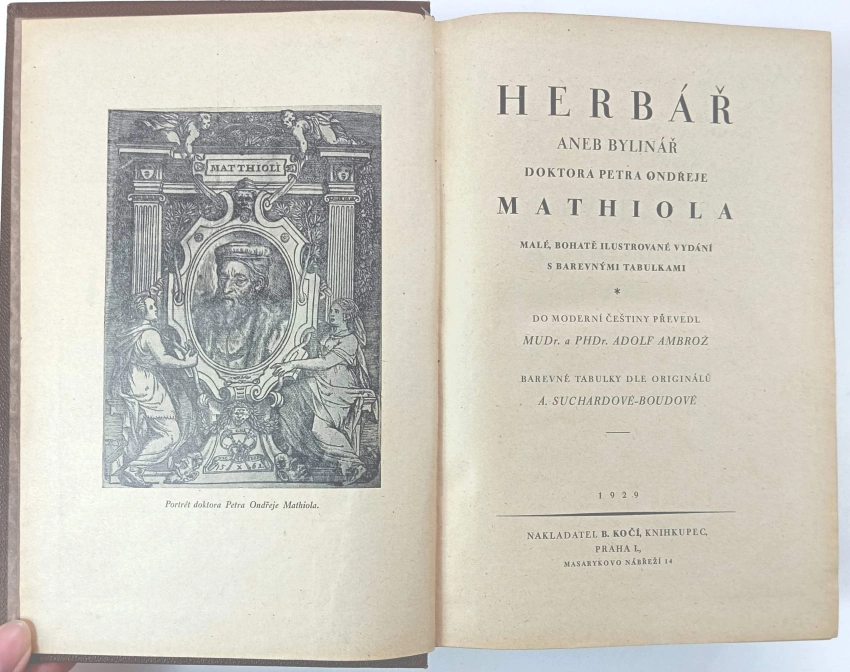 MATTHIOLI
15 X 62
Portrét doktora Petra Ondřeje Mathiola.
HERBÁŘ
ANEB BYLINÁŘ
DOKTORA PETRA ONDŘEJE
MATHIOLA
MALÉ, BOHATĚ ILUSTROVANÉ VYDÁNÍ
S BAREVNÝMI TABULKAMI
*
DO MODERNÍ ČEŠTINY PŘEVEDL
MUDr. a PHDr. ADOLF AMBROŽ
BAREVNÉ TABULKY DLE ORIGINÁLŮ
A. SUCHARDOVÉ-BOUDOVÉ
1929
NAKLADATEL B. KOČÍ, KNIHKUPEC,
PRAHA I.,
MASARYKOVO NÁBŘEŽÍ 14